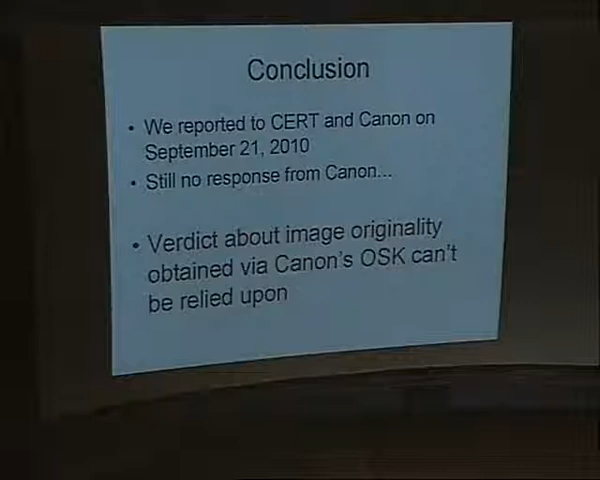 Conclusion
• We reported to CERT and Canon on
September 21, 2010
• Still no response from Canon...
• Verdict about image originality
obtained via Canon's OSK can't
be relied upon